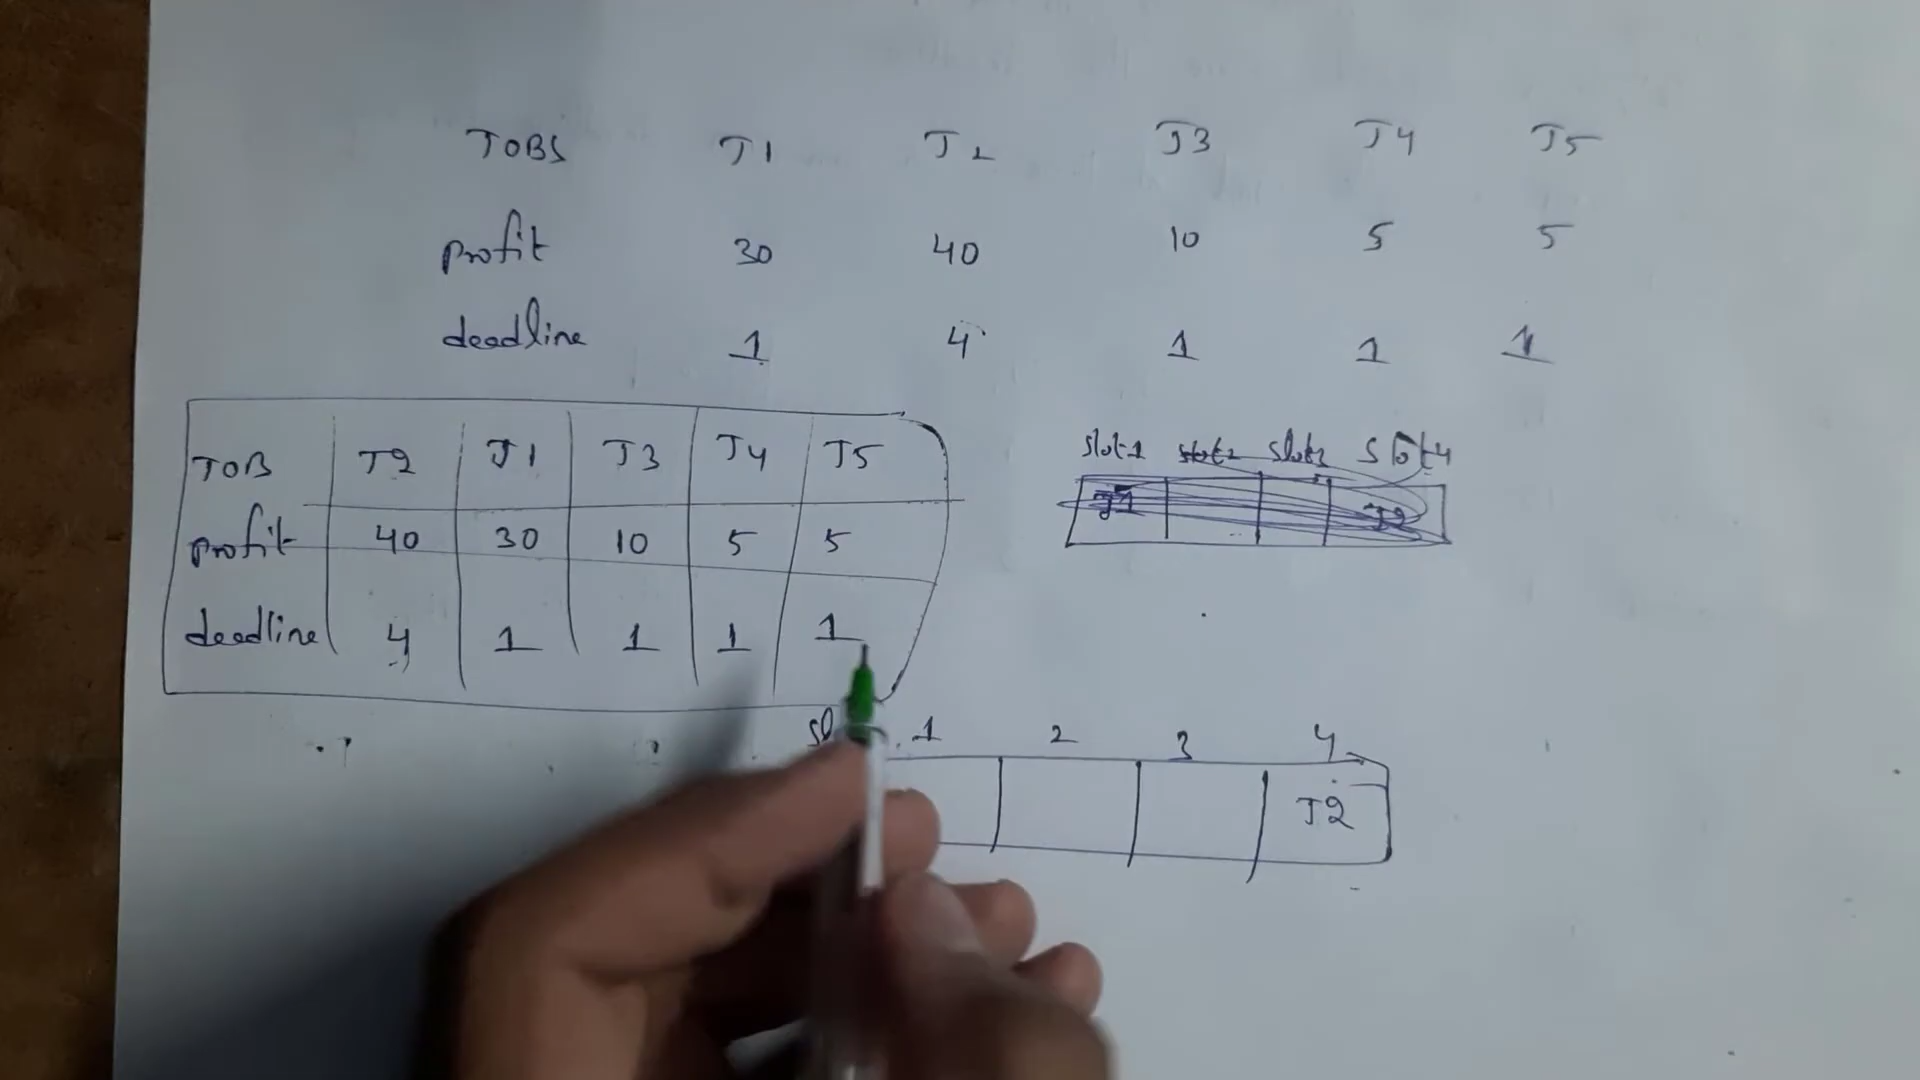 JOBS J1 J2 J3 J4 J5
profit 30 40 10 5 5
deadline 1 4 1 1 1
JOB J2 J1 J3 J4 J5
profit 40 30 10 5 5
deadline 4 1 1 1 1
slot1 slot2 slot3 slot4
J1 J2
1 2 3 4
J2